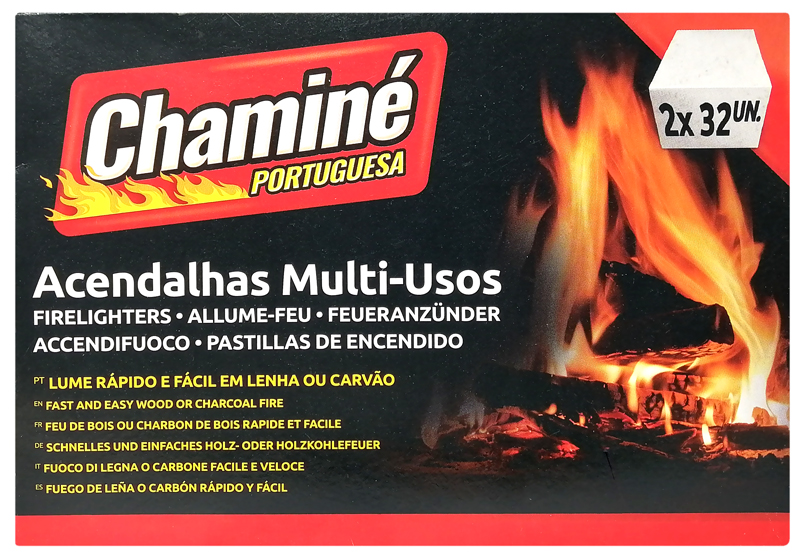 Chaminé
PORTUGUESA
2x 32 UN.
Acendalhas Multi-Usos
FIRELIGHTERS • ALLUME-FEU • FEUERANZÜNDER
ACCENDIFUOCO • PASTILLAS DE ENCENDIDO
PT LUME RÁPIDO E FÁCIL EM LENHA OU CARVÃO
EN FAST AND EASY WOOD OR CHARCOAL FIRE
FR FEU DE BOIS OU CHARBON DE BOIS RAPIDE ET FACILE
DE SCHNELLES UND EINFACHES HOLZ- ODER HOLZKOHLEFEUER
IT FUOCO DI LEGNA O CARBONE FACILE E VELOCE
ES FUEGO DE LEÑA O CARBÓN RÁPIDO Y FÁCIL